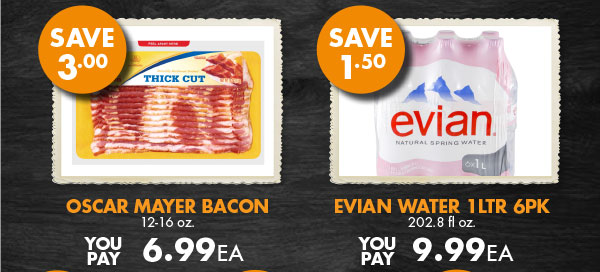 SAVE
3.00
THICK CUT
OSCAR MAYER BACON
12-16 oz.
YOU PAY 6.99EA
SAVE
1.50
evian
NATURAL SPRING WATER
6x1L
EVIAN WATER 1LTR 6PK
202.8 fl oz.
YOU PAY 9.99EA